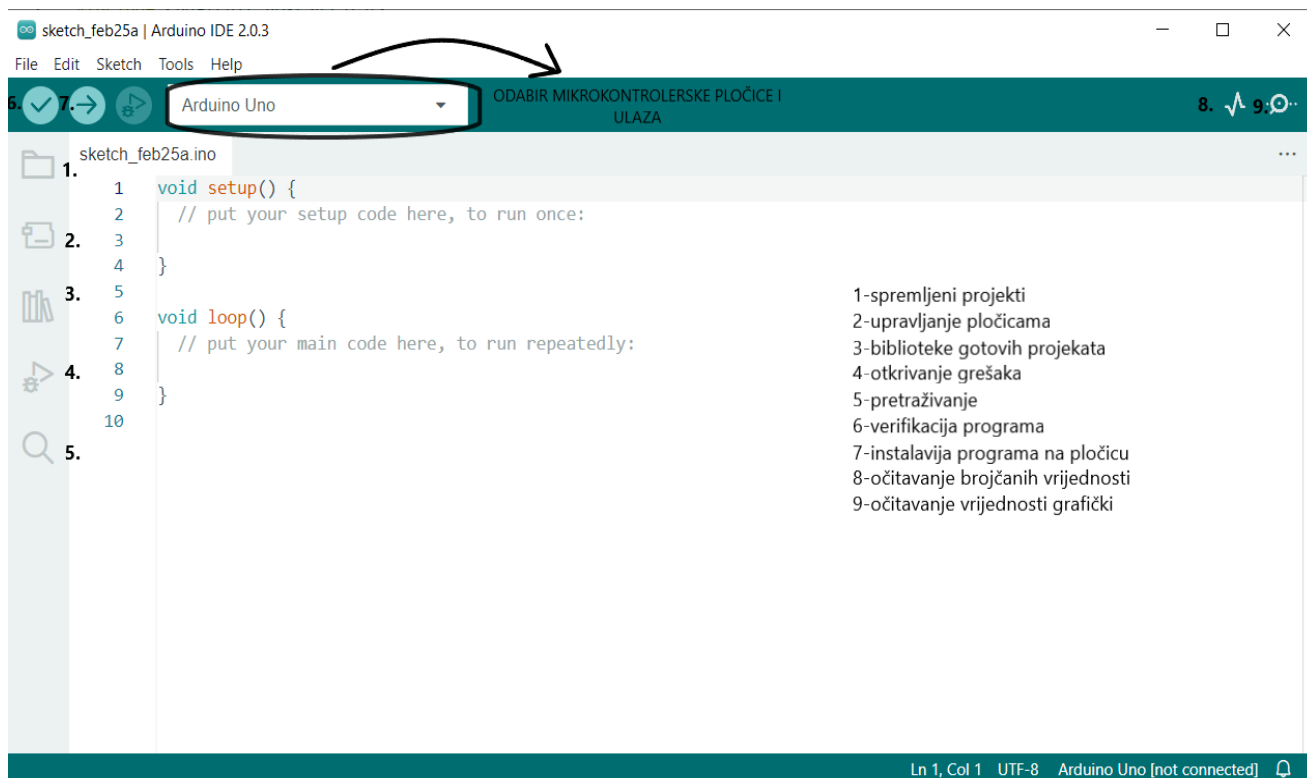 sketch_feb25a | Arduino IDE 2.0.3
File Edit Sketch Tools Help
6. 7. Arduino Uno
ODABIR MIKROKONTROLERSKE PLOČICE I
ULAZA
8. 9.
sketch_feb25a.ino
1.
2.
3.
4.
5.
1 void setup() {
2 // put your setup code here, to run once:
3
4 }
5
6 void loop() {
7 // put your main code here, to run repeatedly:
8
9 }
10
1-spremljeni projekti
2-upravljanje pločicama
3-biblioteke gotovih projekata
4-otkrivanje grešaka
5-pretraživanje
6-verifikacija programa
7-instalavija programa na pločicu
8-očitavanje brojčanih vrijednosti
9-očitavanje vrijednosti grafički
Ln 1, Col 1 UTF-8 Arduino Uno [not connected]